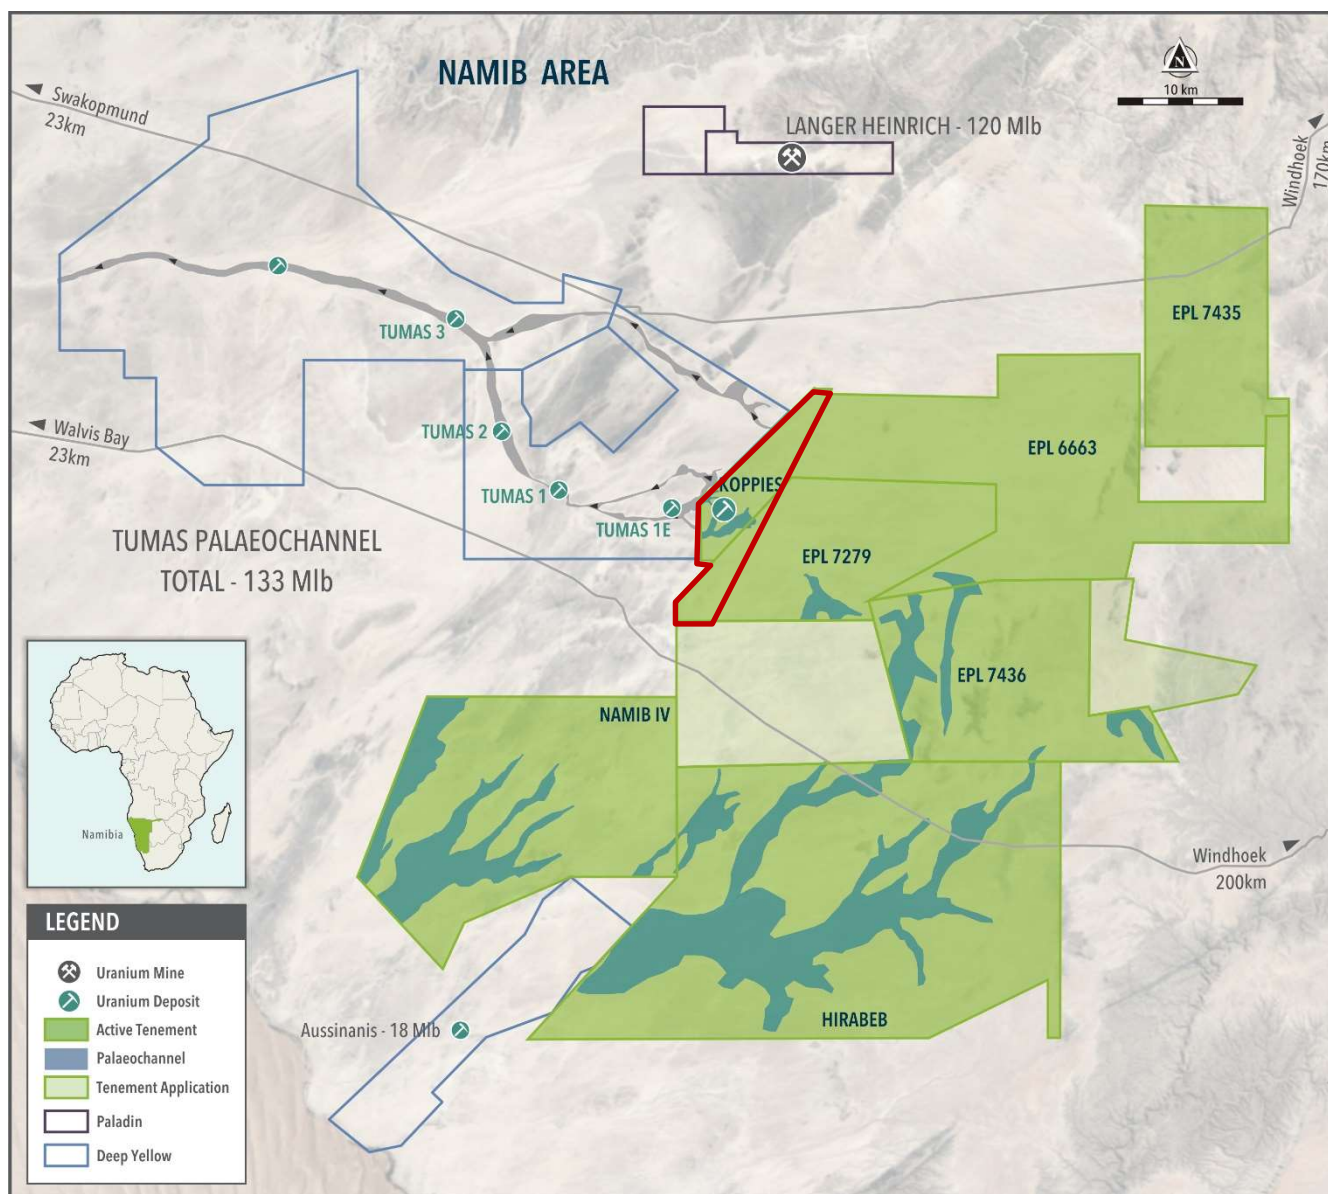 NAMIB AREA
N
10 km
Swakopmund
23km
LANGER HEINRICH - 120 Mlb
Windhoek
170km
EPL 7435
TUMAS 3
EPL 6663
TUMAS 2
Walvis Bay
23km
TUMAS 1
KOPPIES
TUMAS 1E
TUMAS PALAEOCHANNEL
TOTAL - 133 Mlb
EPL 7279
EPL 7436
NAMIB IV
Namibia
Windhoek
200km
HIRABEB
Aussinanis - 18 Mlb
LEGEND
Uranium Mine
Uranium Deposit
Active Tenement
Palaeochannel
Tenement Application
Paladin
Deep Yellow